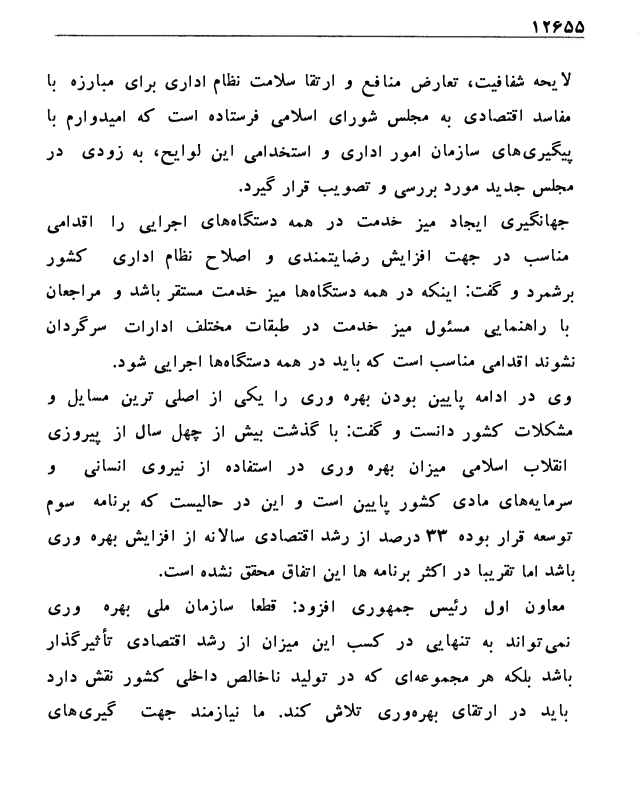 ۱۲۶۵۵
لایحه شفافیت، تعارض منافع و ارتقا سلامت نظام اداری برای مبارزه با
مفاسد اقتصادی به مجلس شورای اسلامی فرستاده است که امیدوارم با
پیگیری‌های سازمان امور اداری و استخدامی این لوایح، به زودی در
مجلس جدید مورد بررسی و تصویب قرار گیرد.
جهانگیری ایجاد میز خدمت در همه دستگاه‌های اجرایی را اقدامی
مناسب در جهت افزایش رضایتمندی و اصلاح نظام اداری کشور
برشمرد و گفت: اینکه در همه دستگاه‌ها میز خدمت مستقر باشد و مراجعان
با راهنمایی مسئول میز خدمت در طبقات مختلف ادارات سرگردان
نشوند اقدامی مناسب است که باید در همه دستگاه‌ها اجرایی شود.
وی در ادامه پایین بودن بهره وری را یکی از اصلی ترین مسایل و
مشکلات کشور دانست و گفت: با گذشت بیش از چهل سال از پیروزی
انقلاب اسلامی میزان بهره وری در استفاده از نیروی انسانی و
سرمایه‌های مادی کشور پایین است و این در حالیست که برنامه سوم
توسعه قرار بوده ۳۳ درصد از رشد اقتصادی سالانه از افزایش بهره وری
باشد اما تقریبا در اکثر برنامه ها این اتفاق محقق نشده است.
معاون اول رئیس جمهوری افزود: قطعا سازمان ملی بهره وری
نمی‌تواند به تنهایی در کسب این میزان از رشد اقتصادی تأثیرگذار
باشد بلکه هر مجموعه‌ای که در تولید ناخالص داخلی کشور نقش دارد
باید در ارتقای بهره‌وری تلاش کند. ما نیازمند جهت گیری‌های